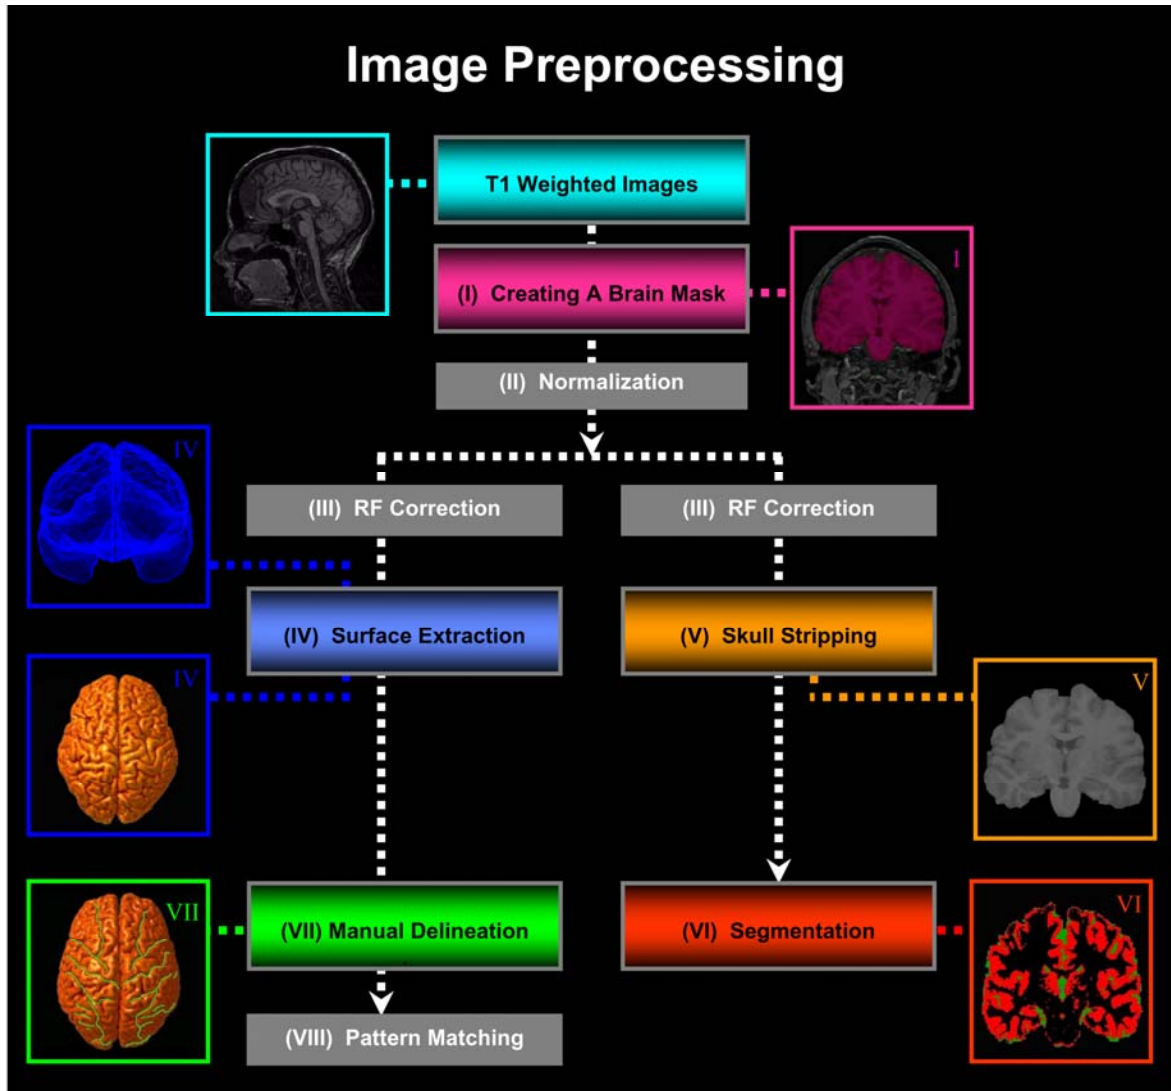 Image Preprocessing
T1 Weighted Images
(I) Creating A Brain Mask
I
(II) Normalization
IV
(III) RF Correction
(III) RF Correction
(IV) Surface Extraction
(V) Skull Stripping
IV
V
VII
(VII) Manual Delineation
(VI) Segmentation
VI
(VIII) Pattern Matching